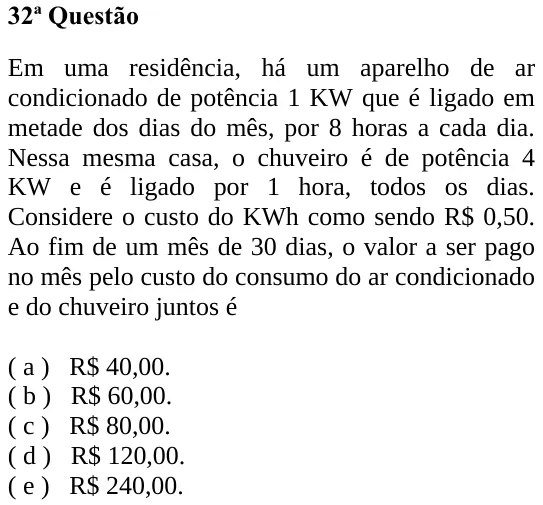 32ª Questão
Em uma residência, há um aparelho de ar
condicionado de potência 1 KW que é ligado em
metade dos dias do mês, por 8 horas a cada dia.
Nessa mesma casa, o chuveiro é de potência 4
KW e é ligado por 1 hora, todos os dias.
Considere o custo do KWh como sendo R$ 0,50.
Ao fim de um mês de 30 dias, o valor a ser pago
no mês pelo custo do consumo do ar condicionado
e do chuveiro juntos é
( a ) R$ 40,00.
( b ) R$ 60,00.
( c ) R$ 80,00.
( d ) R$ 120,00.
( e ) R$ 240,00.